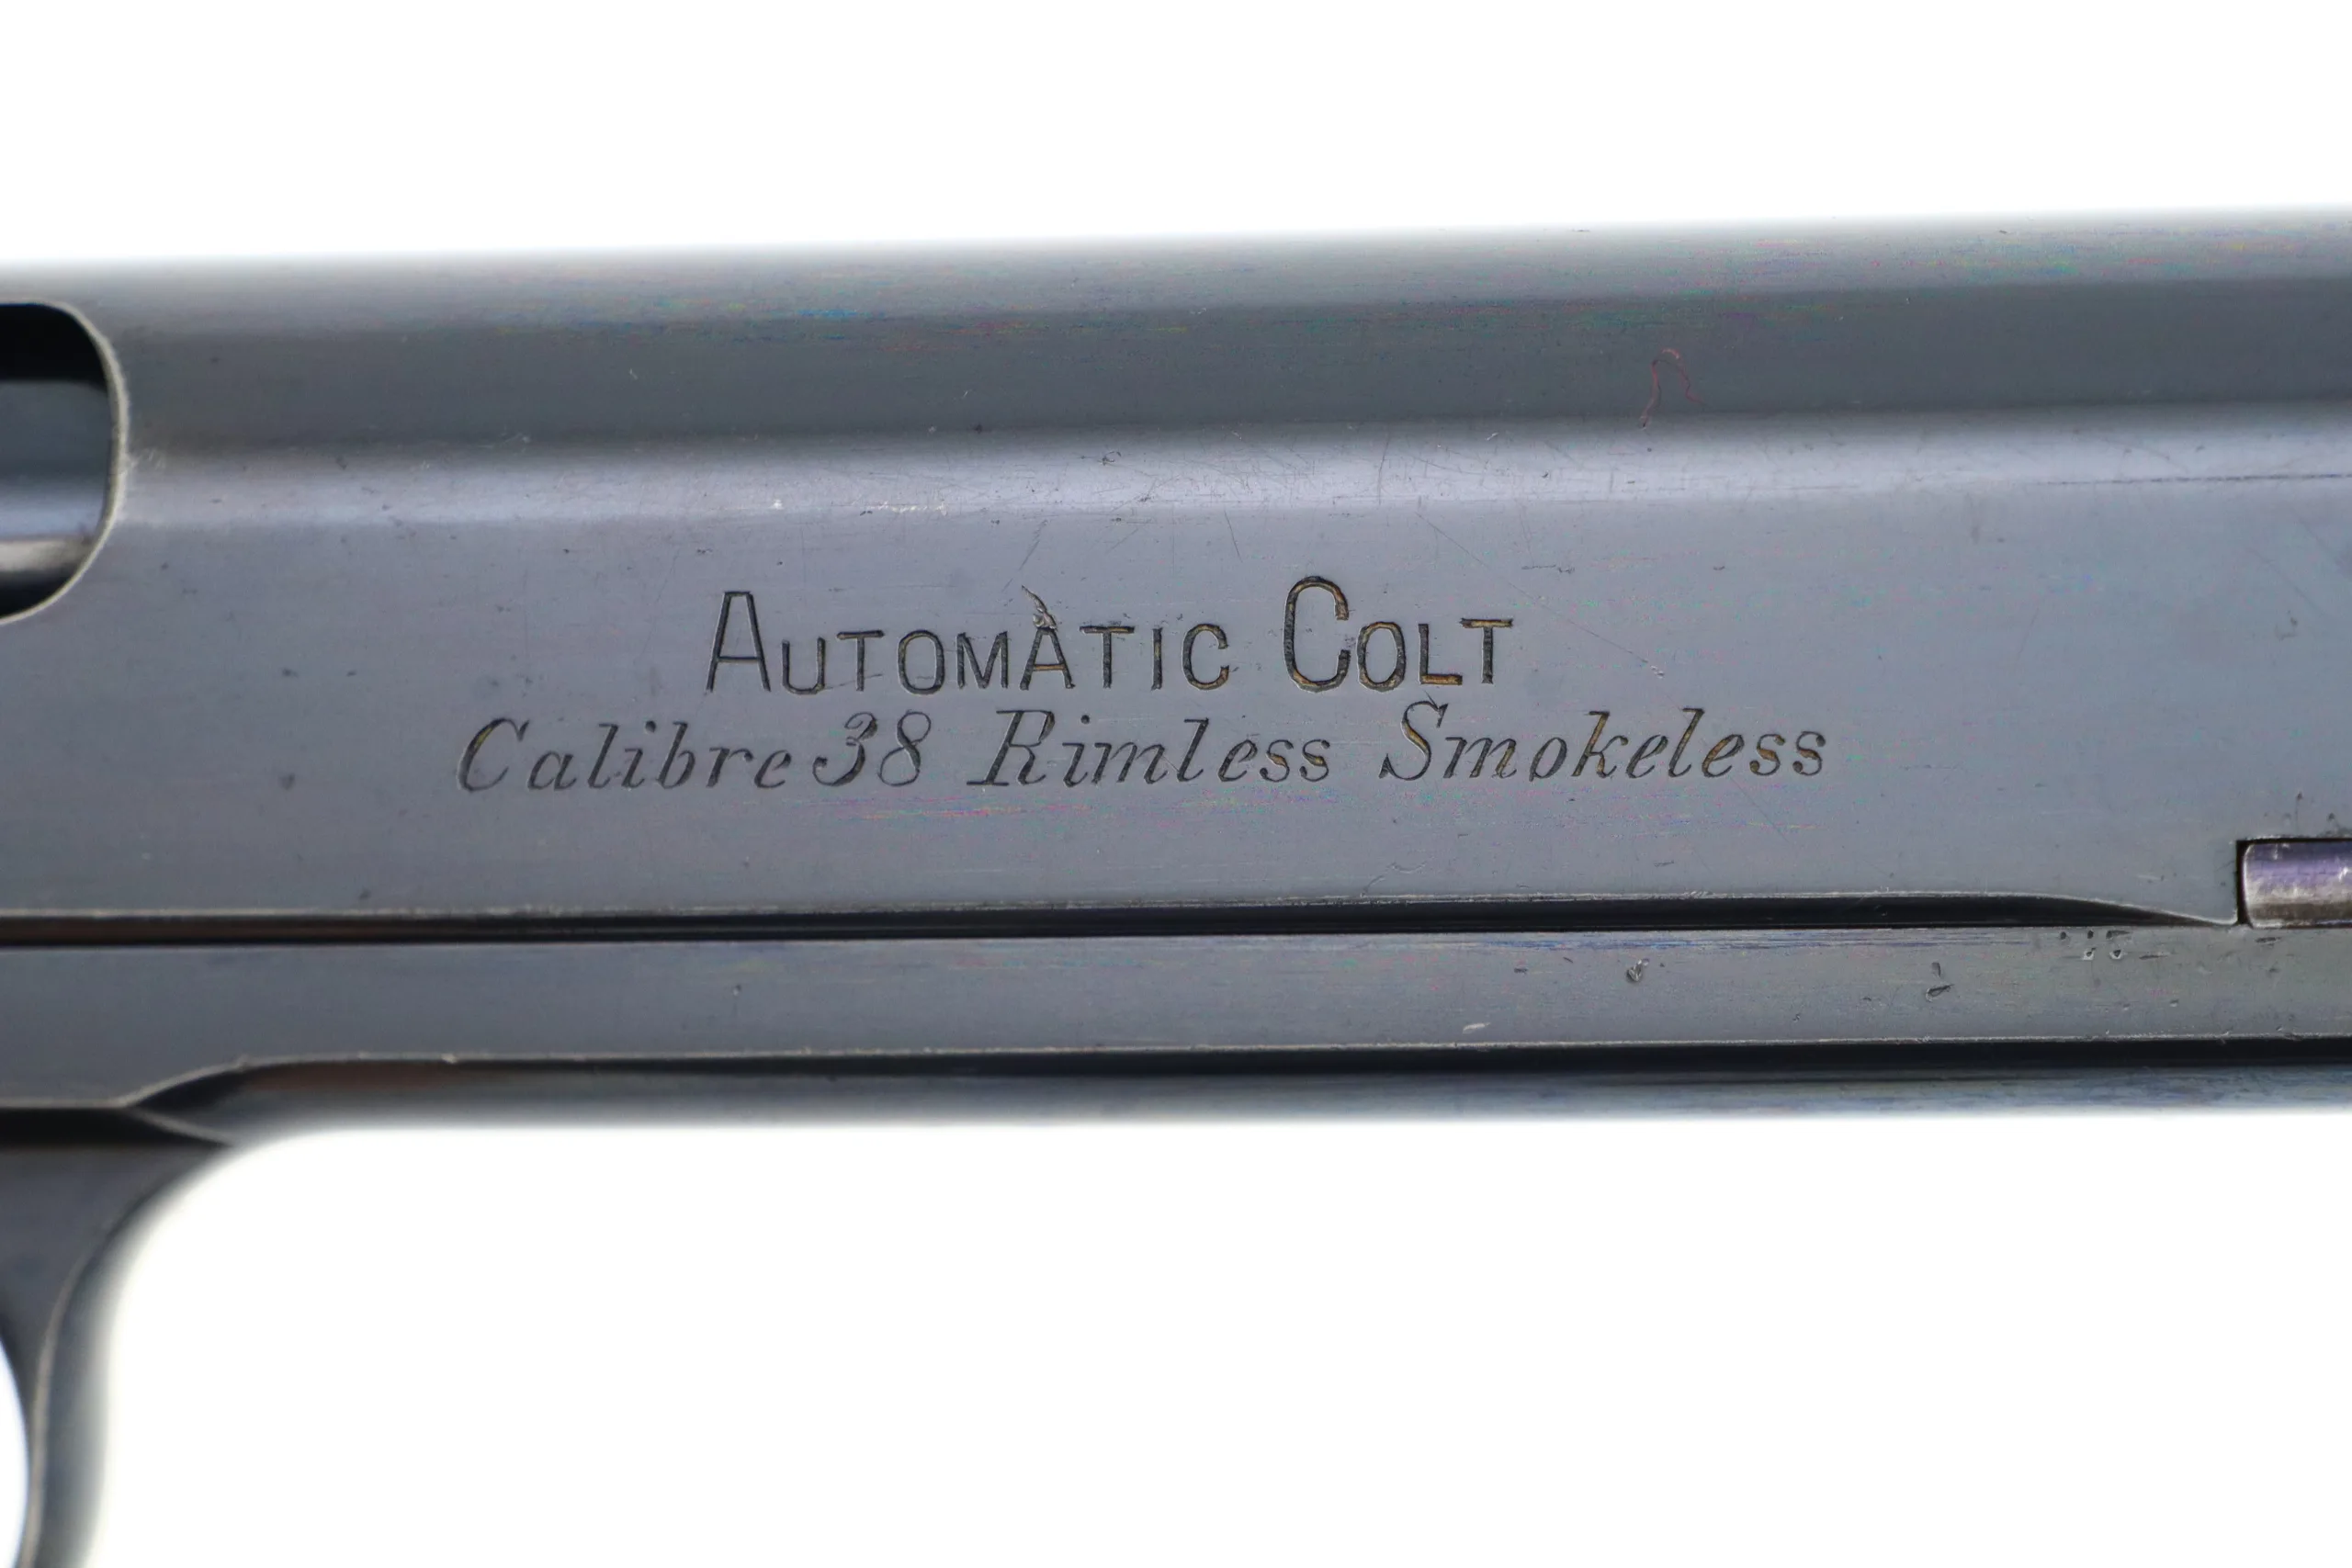 AUTOMATIC COLT
Calibre 38 Rimless Smokeless